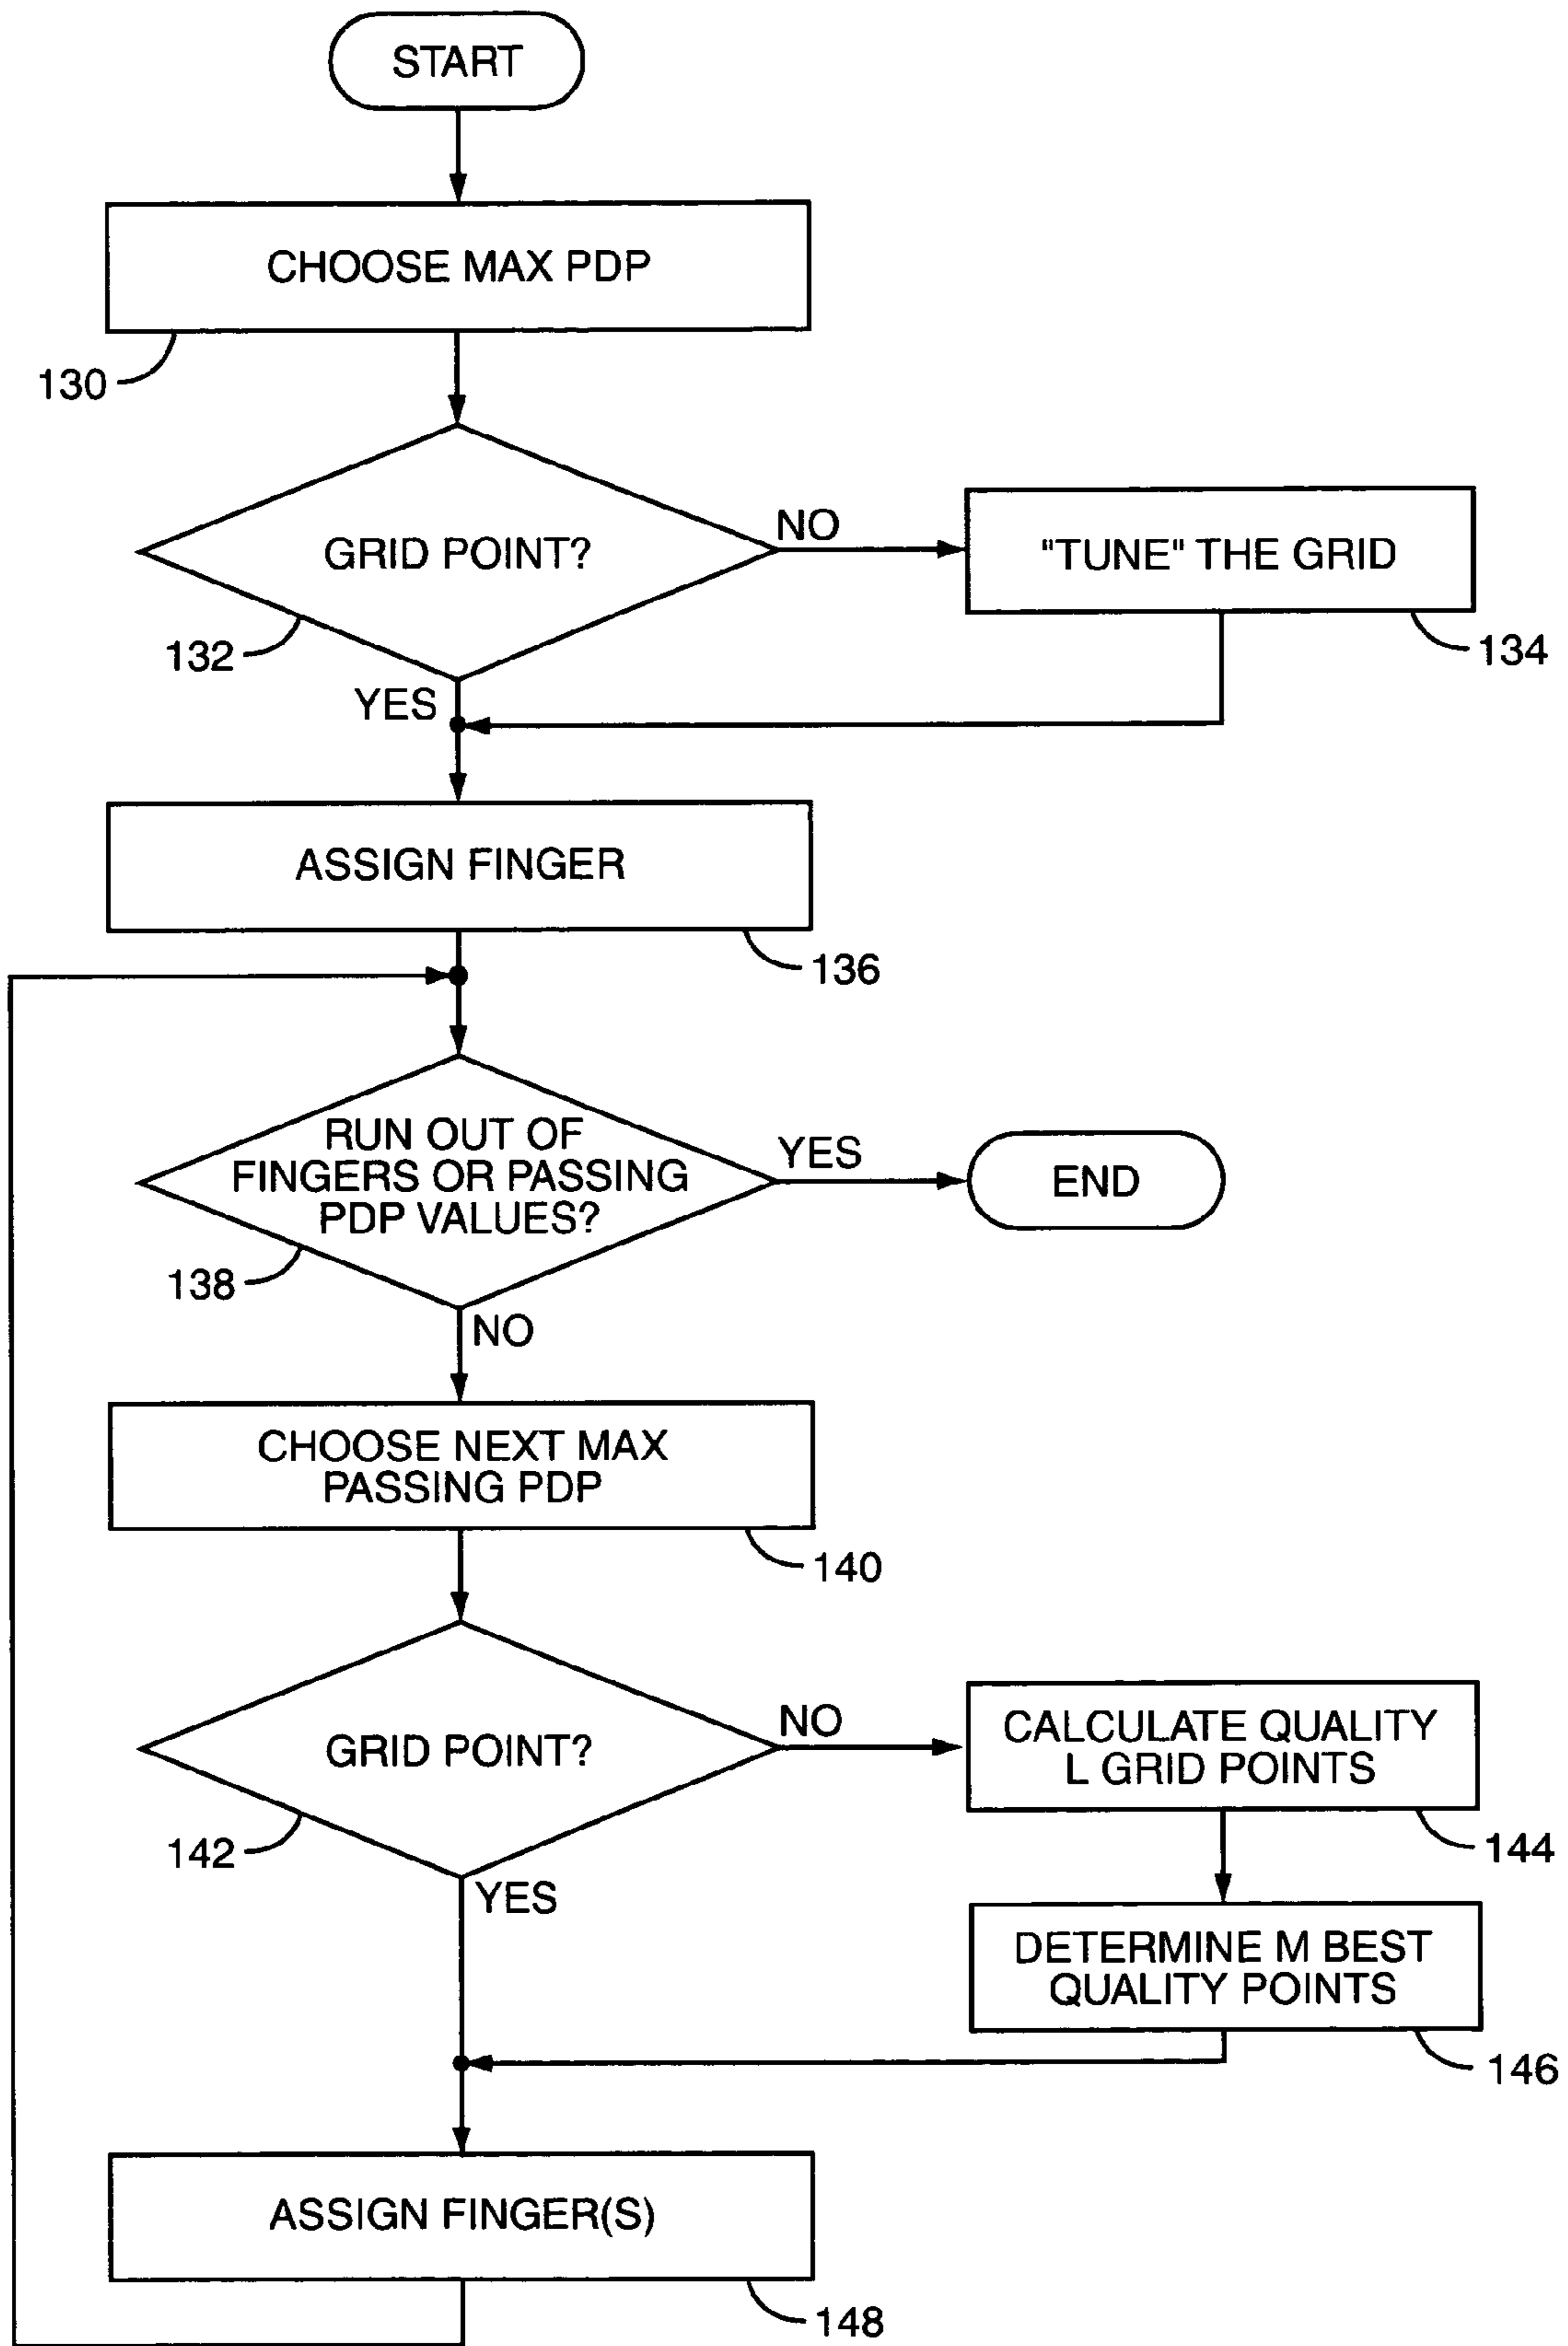 START
CHOOSE MAX PDP
130
GRID POINT?
NO
"TUNE" THE GRID
132
134
YES
ASSIGN FINGER
136
RUN OUT OF
FINGERS OR PASSING
PDP VALUES?
YES
END
138
NO
CHOOSE NEXT MAX
PASSING PDP
140
GRID POINT?
NO
CALCULATE QUALITY
L GRID POINTS
142
144
YES
DETERMINE M BEST
QUALITY POINTS
146
ASSIGN FINGER(S)
148